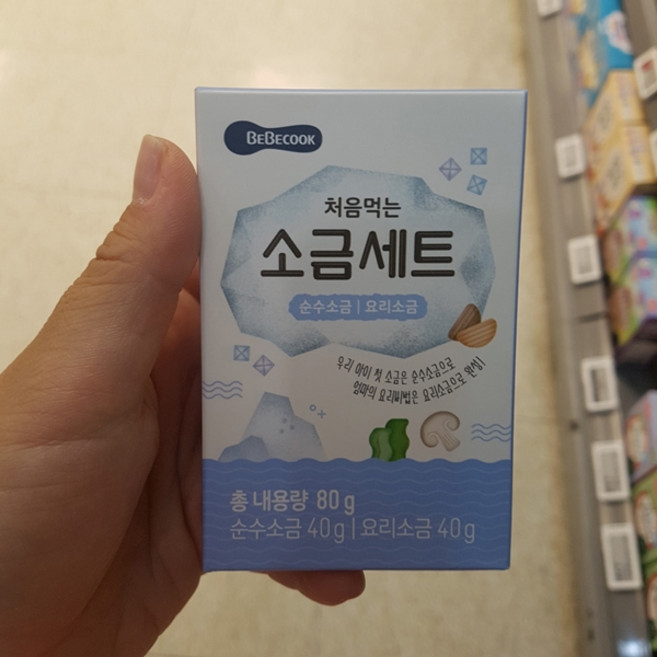 BEBECOOK
처음먹는
소금세트
순수소금 | 요리소금
우리 아이 첫 소금은 순수소금으로
엄마의 요리비법은 요리소금으로 완성!
총 내용량 80g
순수소금 40g | 요리소금 40g